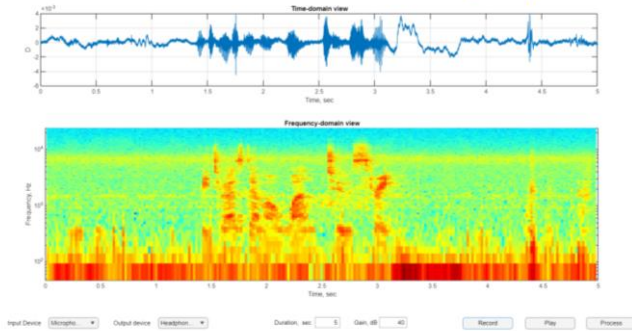 Time-domain view
×10⁻³
4
2
0
-2
-4
-6
0 0.5 1 1.5 2 2.5 3 3.5 4 4.5 5
Time, sec
Frequency-domain view
Frequency, Hz
10⁴
10³
10²
0 0.5 1 1.5 2 2.5 3 3.5 4 4.5 5
Time, sec
Input Device Micropho... Output device Headphon... Duration, sec 5 Gain, dB 40 Record Play Process